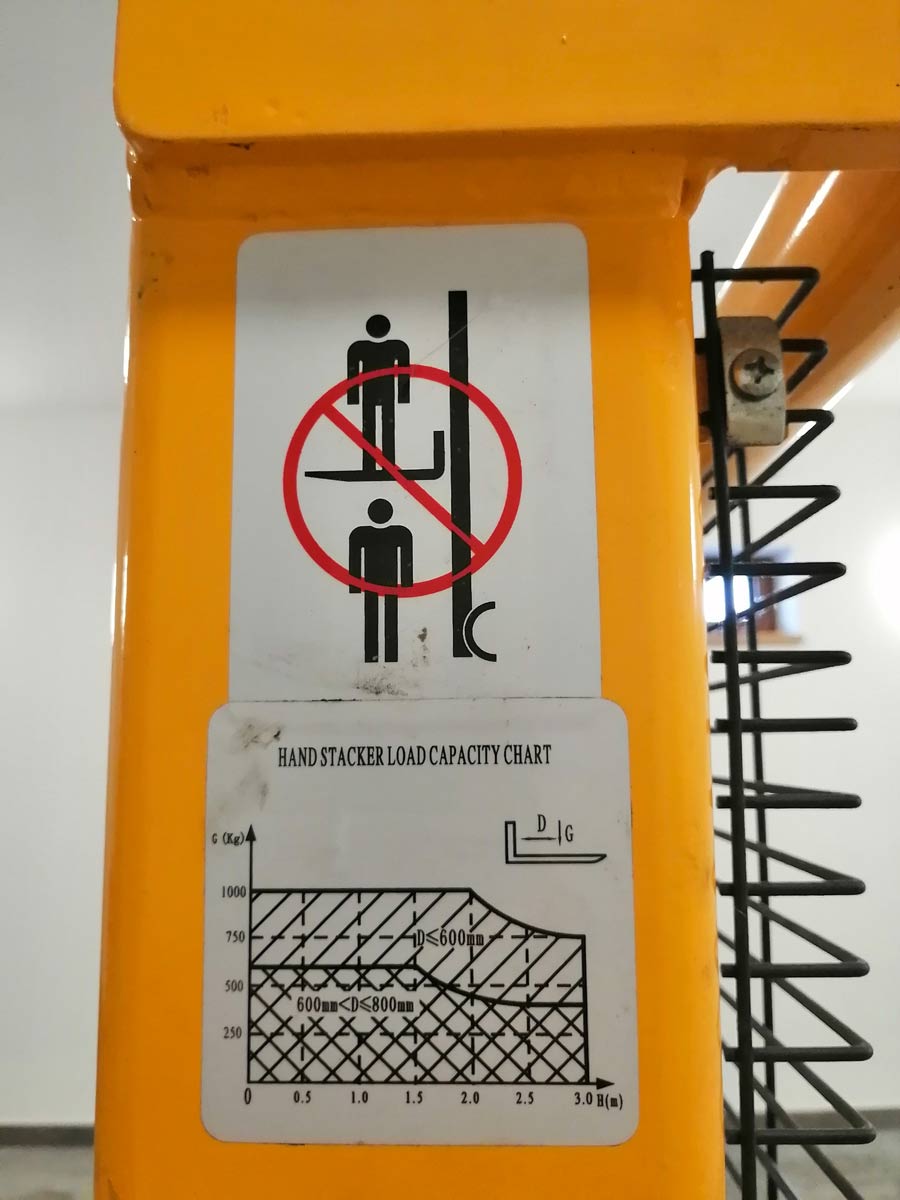 HAND STACKER LOAD CAPACITY CHART
D
G
G (Kg)
1000
750
D≤600mm
500
600mm<D≤800mm
250
0 0.5 1.0 1.5 2.0 2.5 3.0 H(m)